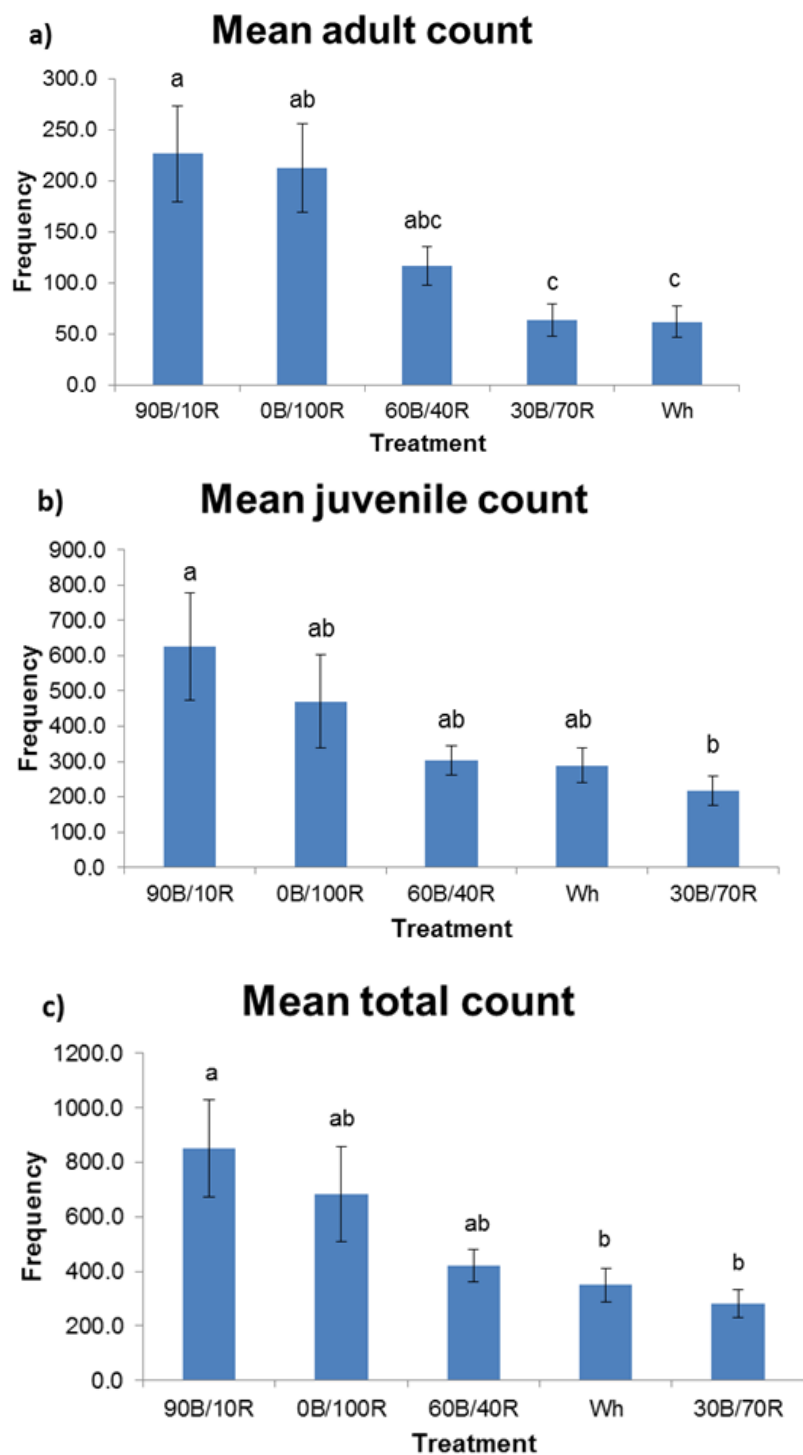 a) Mean adult count
300.0
250.0
200.0
150.0
100.0
50.0
0.0
Frequency
a ab abc c c
90B/10R 0B/100R 60B/40R 30B/70R Wh
Treatment
b) Mean juvenile count
900.0
800.0
700.0
600.0
500.0
400.0
300.0
200.0
100.0
0.0
Frequency
a ab ab ab b
90B/10R 0B/100R 60B/40R Wh 30B/70R
Treatment
c) Mean total count
1200.0
1000.0
800.0
600.0
400.0
200.0
0.0
Frequency
a ab ab b b
90B/10R 0B/100R 60B/40R Wh 30B/70R
Treatment